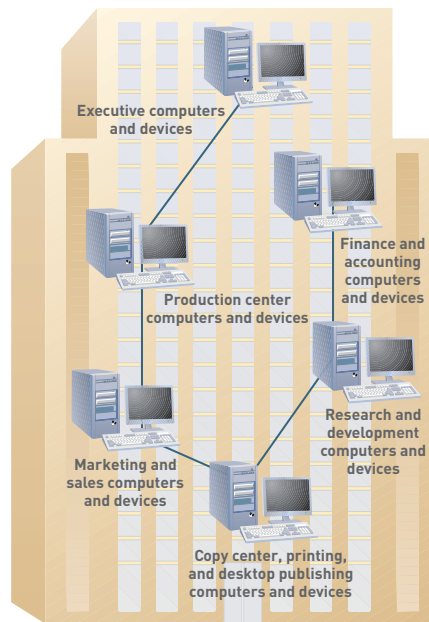 Executive computers
and devices
Finance and
accounting
computers
and devices
Production center
computers and devices
Research and
development
computers and
devices
Marketing and
sales computers
and devices
Copy center, printing,
and desktop publishing
computers and devices